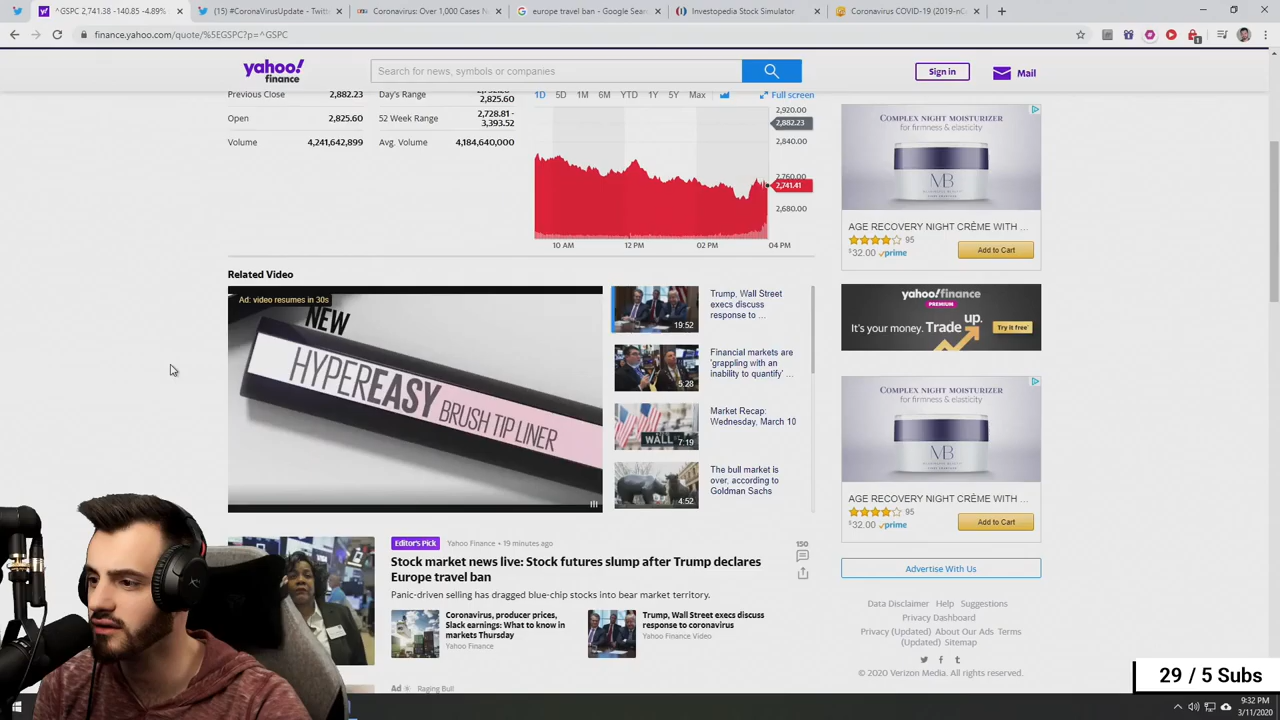 ^GSPC 2,741.38 -140.85 -4.89%
(15) #CoronaVirusUpdate - Twitt
Coronavirus: Over 1,000 Cases N
europe travel ban - Google Sear
Investopedia Stock Simulator
Coronavirus COVID-19 (2019-nC
finance.yahoo.com/quote/%5EGSPC?p=^GSPC
1
yahoo!
finance
Search for news, symbols or companies
Sign in
Mail
Previous Close 2,882.23
Day's Range
2,825.60
Open 2,825.60
52 Week Range 2,728.81 -
3,393.52
Volume 4,241,642,899
Avg. Volume 4,184,640,000
1D 5D 1M 6M YTD 1Y 5Y Max
Full screen
2,920.00
2,882.23
2,840.00
2,760.00
2,741.41
2,680.00
10 AM 12 PM 02 PM 04 PM
Related Video
Ad: video resumes in 30s
NEW
HYPEREASY BRUSH TIP LINER
19:52
Trump, Wall Street
execs discuss
response to ...
5:28
Financial markets are
'grappling with an
inability to quantify' ...
WALL
7:19
Market Recap:
Wednesday, March 10
4:52
The bull market is
over, according to
Goldman Sachs
Editor's Pick
Yahoo Finance • 19 minutes ago
Stock market news live: Stock futures slump after Trump declares
Europe travel ban
Panic-driven selling has dragged blue-chip stocks into bear market territory.
150
Coronavirus, producer prices,
Slack earnings: What to know in
markets Thursday
Yahoo Finance
Trump, Wall Street execs discuss
response to coronavirus
Yahoo Finance Video
Ad
Raging Bull
COMPLEX NIGHT MOISTURIZER
for firmness & elasticity
MB
AGE RECOVERY NIGHT CRÈME WITH ...
95
$32.00 prime
Add to Cart
yahoo!finance
PREMIUM
It's your money. Trade up.
Try it free*
COMPLEX NIGHT MOISTURIZER
for firmness & elasticity
MB
AGE RECOVERY NIGHT CRÈME WITH ...
95
$32.00 prime
Add to Cart
Advertise With Us
Data Disclaimer Help Suggestions
Privacy Dashboard
Privacy (Updated) About Our Ads Terms
(Updated) Sitemap
© 2020 Verizon Media. All rights reserved.
29 / 5 Subs
9:32 PM
3/11/2020